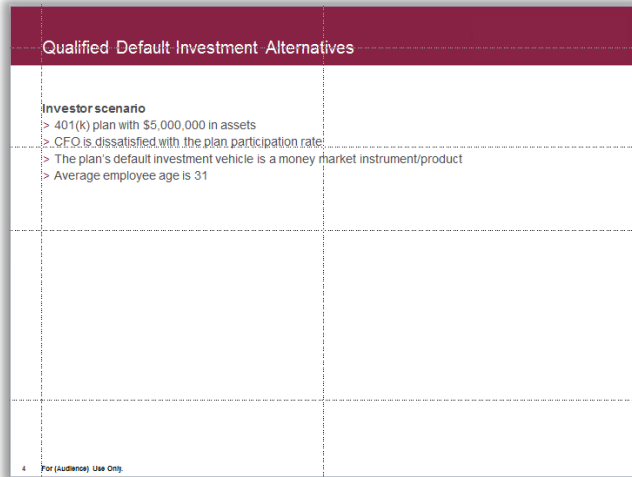 Qualified Default Investment Alternatives
Investor scenario
> 401(k) plan with $5,000,000 in assets
> CFO is dissatisfied with the plan participation rate
> The plan's default investment vehicle is a money market instrument/product
> Average employee age is 31
4 For (Audience) Use Only.